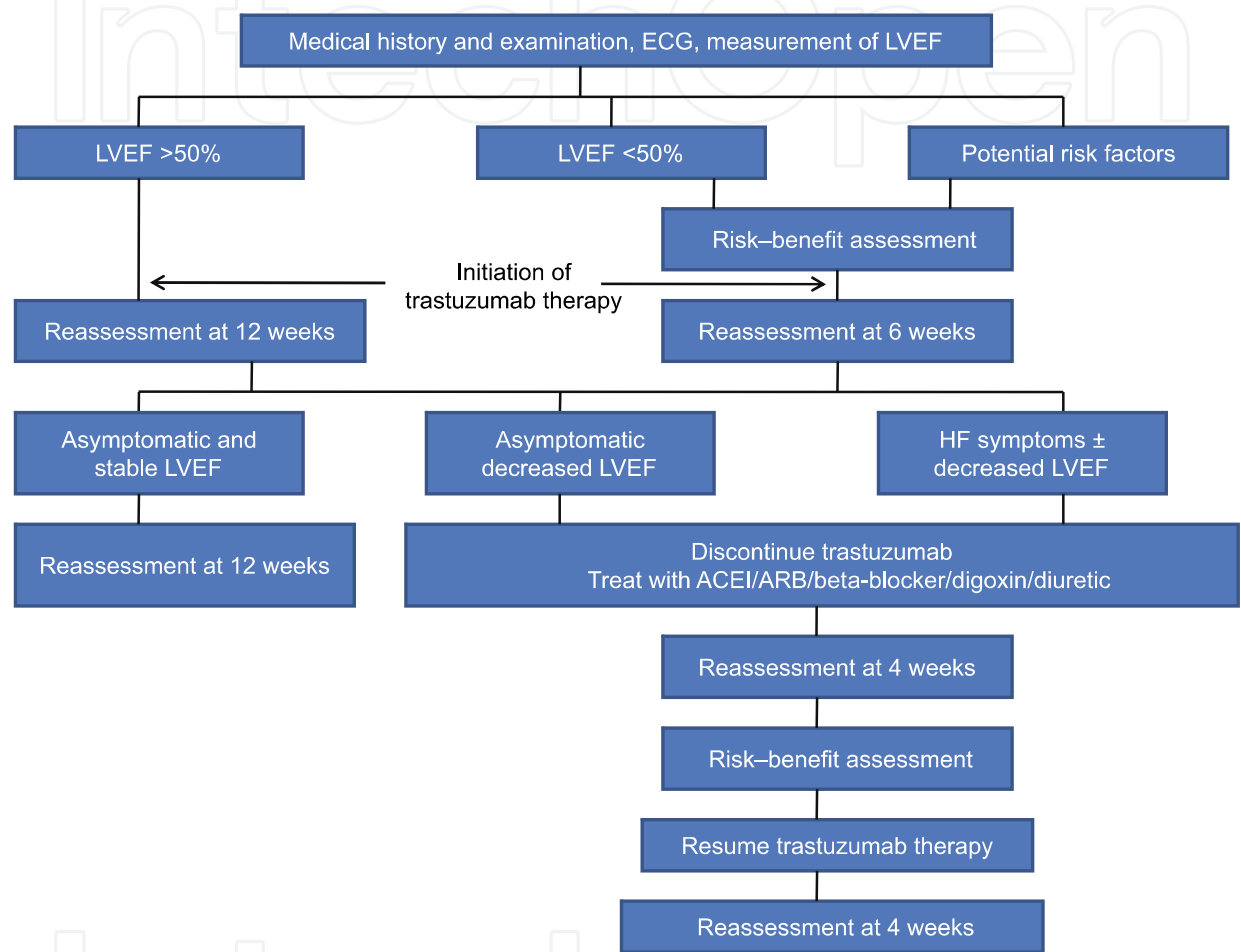 IntechOpen
Medical history and examination, ECG, measurement of LVEF
LVEF >50%
LVEF <50%
Potential risk factors
Risk–benefit assessment
Initiation of
trastuzumab therapy
Reassessment at 12 weeks
Reassessment at 6 weeks
Asymptomatic and
stable LVEF
Asymptomatic
decreased LVEF
HF symptoms ±
decreased LVEF
Reassessment at 12 weeks
Discontinue trastuzumab
Treat with ACEI/ARB/beta-blocker/digoxin/diuretic
Reassessment at 4 weeks
Risk–benefit assessment
Resume trastuzumab therapy
Reassessment at 4 weeks